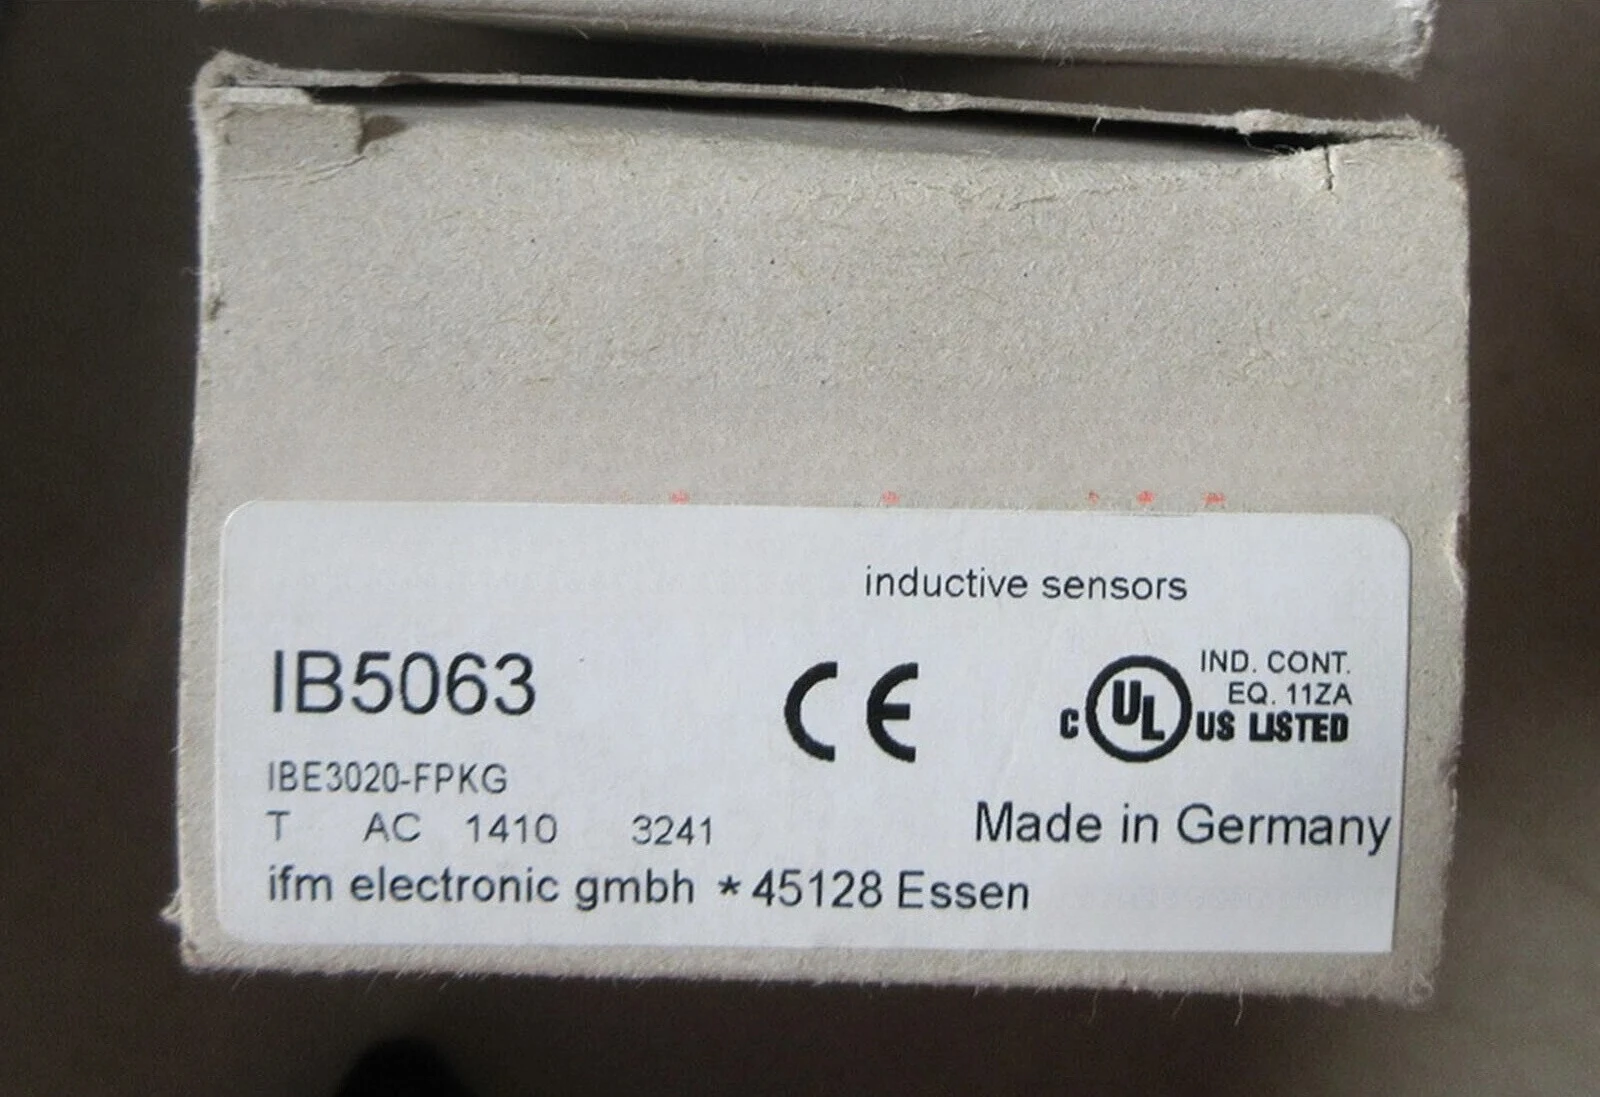 inductive sensors
IB5063
CE
IND. CONT.
EQ. 11ZA
C UL US LISTED
IBE3020-FPKG
T AC 1410 3241
Made in Germany
ifm electronic gmbh * 45128 Essen